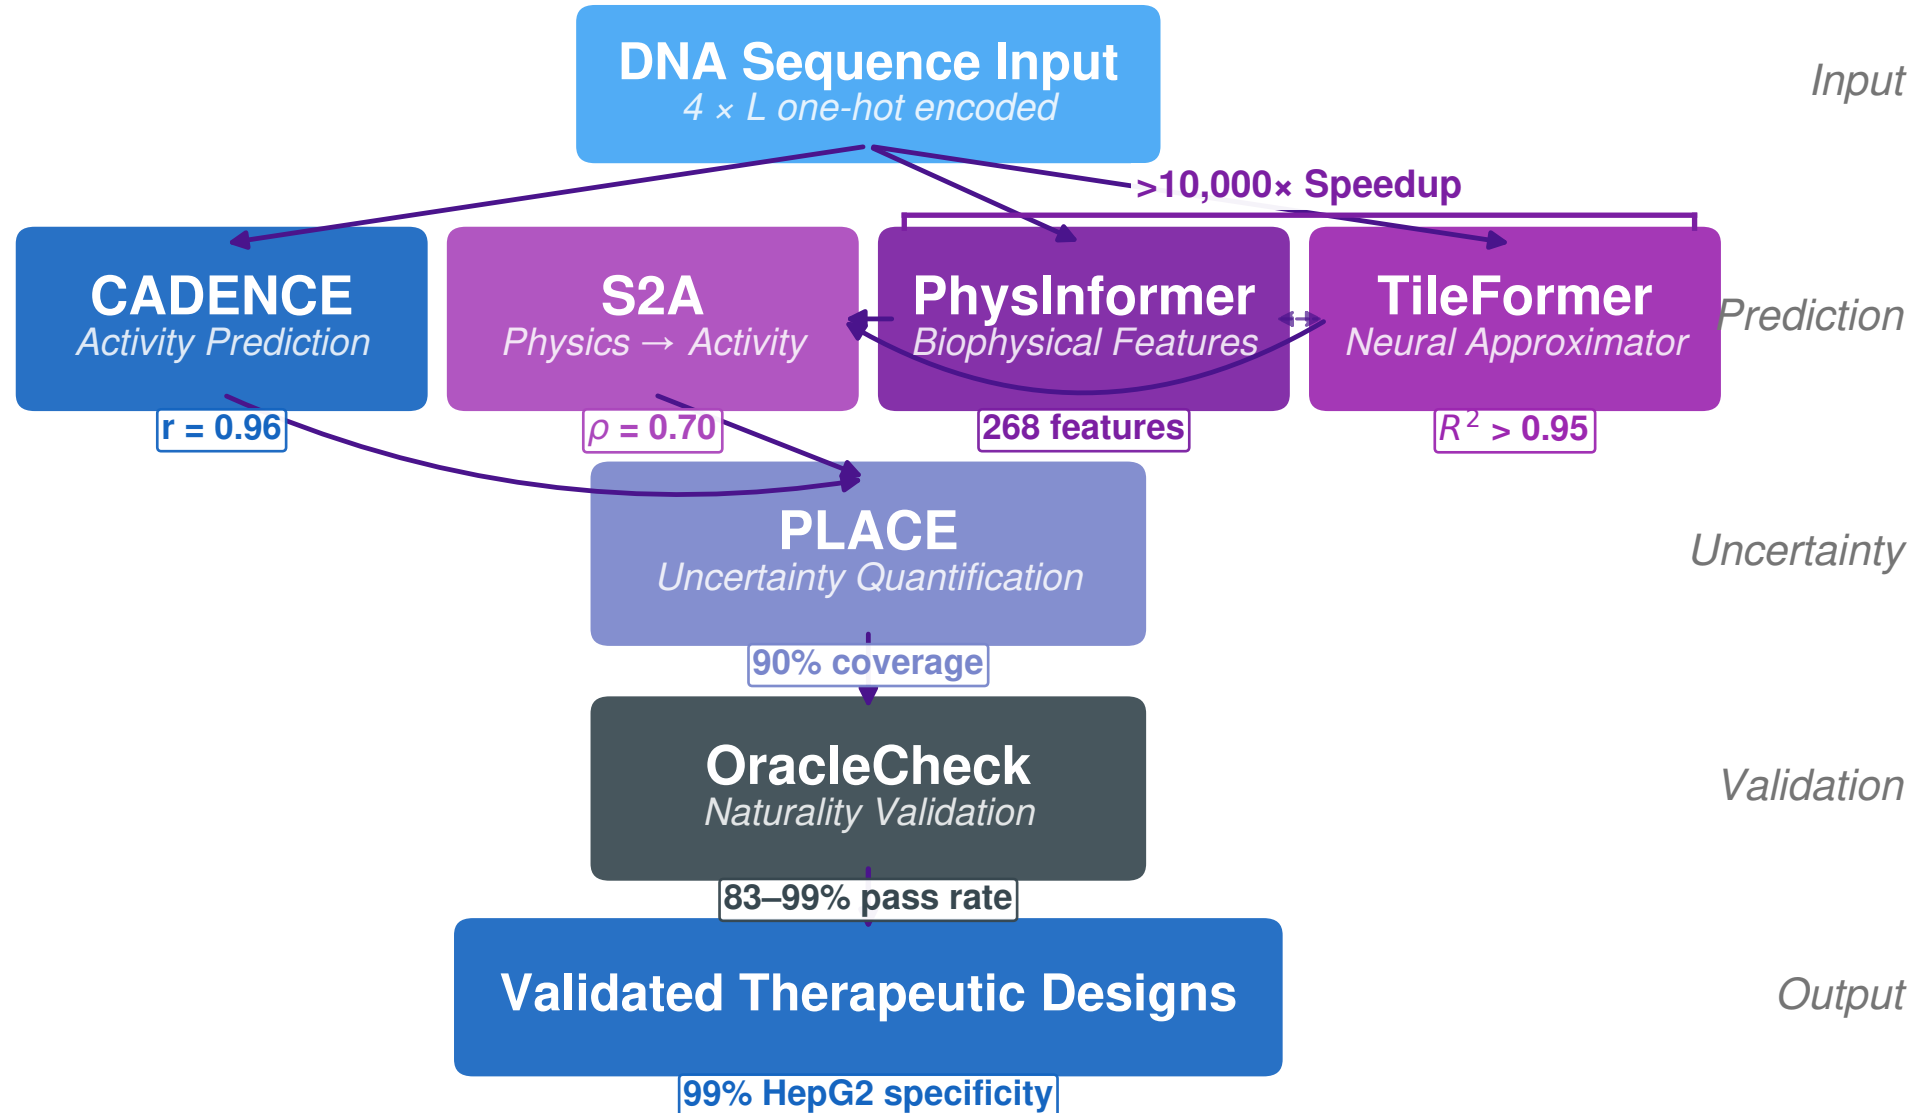 DNA Sequence Input
4 × L one-hot encoded
Input
>10,000× Speedup
CADENCE
Activity Prediction
r = 0.96
S2A
Physics → Activity
ρ = 0.70
PhysInformer
Biophysical Features
268 features
TileFormer
Neural Approximator
R² > 0.95
Prediction
PLACE
Uncertainty Quantification
90% coverage
Uncertainty
OracleCheck
Naturality Validation
83–99% pass rate
Validation
Validated Therapeutic Designs
99% HepG2 specificity
Output